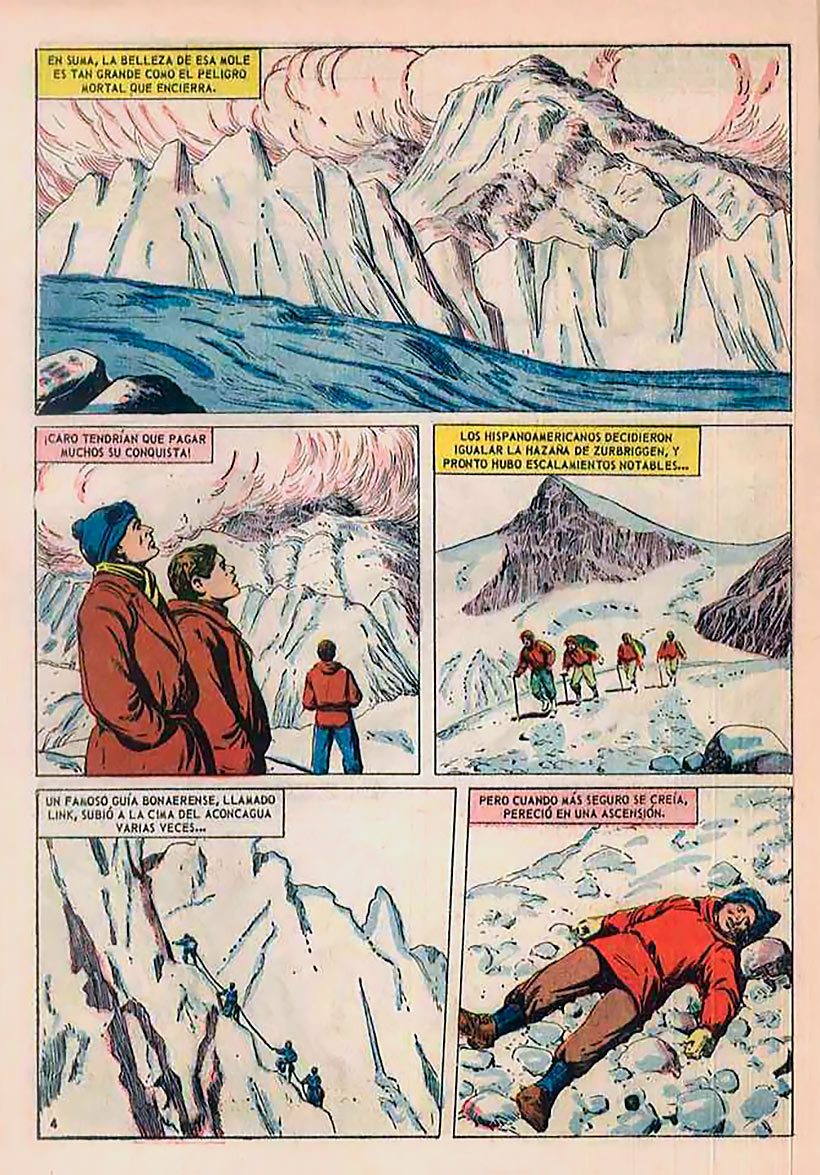 EN SUMA, LA BELLEZA DE ESA MOLE
ES TAN GRANDE COMO EL PELIGRO
MORTAL QUE ENCIERRA.
¡CARO TENDRÍAN QUE PAGAR
MUCHOS SU CONQUISTA!
LOS HISPANOAMERICANOS DECIDIERON
IGUALAR LA HAZAÑA DE ZURBRIGGEN, Y
PRONTO HUBO ESCALAMIENTOS NOTABLES...
UN FAMOSO GUÍA BONAERENSE, LLAMADO
LINK, SUBIÓ A LA CIMA DEL ACONCAGUA
VARIAS VECES...
PERO CUANDO MÁS SEGURO SE CREÍA,
PERECIÓ EN UNA ASCENSIÓN.
4